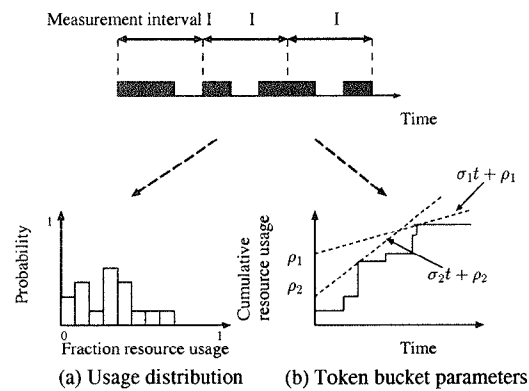 Measurement interval I I I
Time
1
Probability
0
1
Fraction resource usage
(a) Usage distribution
Cumulative
resource usage
ρ₁
ρ₂
σ₁t + ρ₁
σ₂t + ρ₂
Time
(b) Token bucket parameters